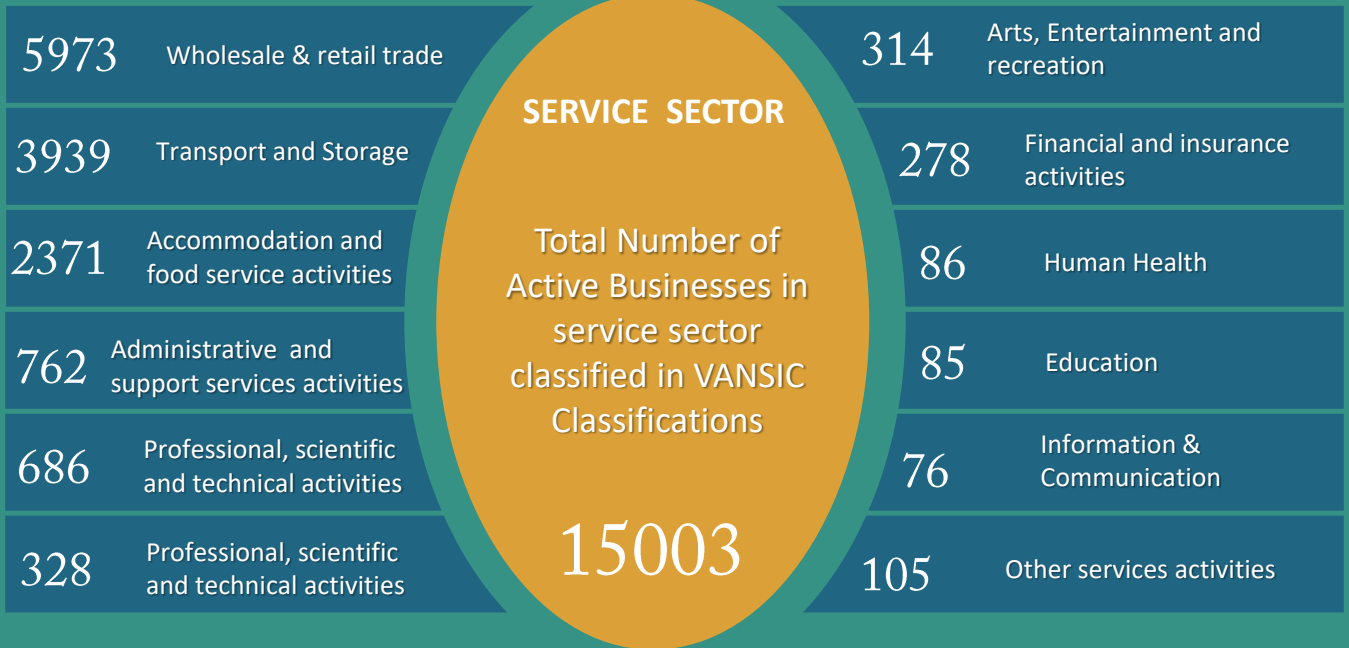 5973 Wholesale & retail trade
3939 Transport and Storage
2371 Accommodation and
food service activities
762 Administrative and
support services activities
686 Professional, scientific
and technical activities
328 Professional, scientific
and technical activities
SERVICE SECTOR
Total Number of
Active Businesses in
service sector
classified in VANSIC
Classifications
15003
314 Arts, Entertainment and
recreation
278 Financial and insurance
activities
86 Human Health
85 Education
76 Information &
Communication
105 Other services activities